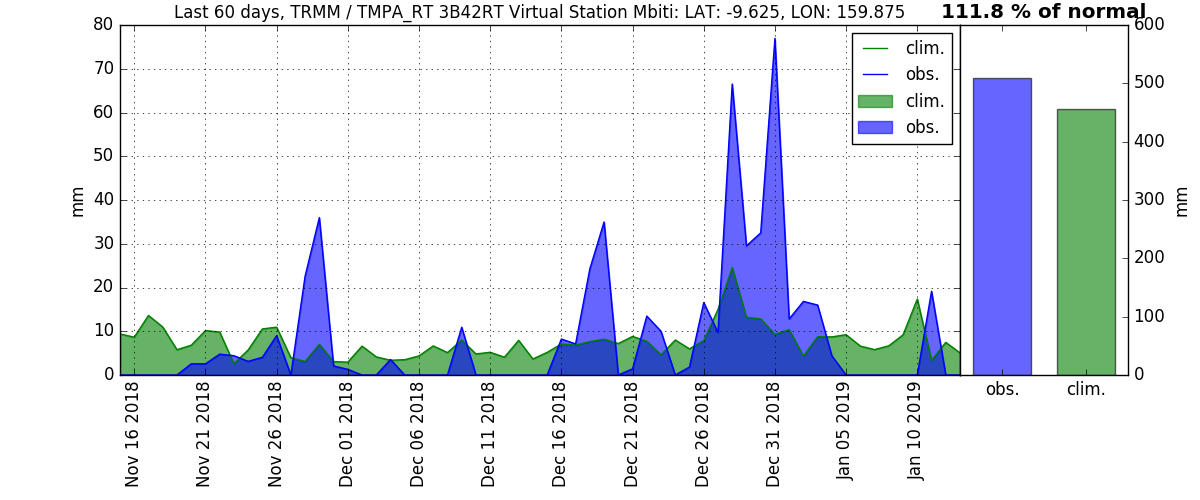 Last 60 days, TRMM / TMPA_RT 3B42RT Virtual Station Mbiti: LAT: -9.625, LON: 159.875
111.8 % of normal
80
70
60
50
40
30
20
10
0
mm
clim.
obs.
clim.
obs.
Nov 16 2018
Nov 21 2018
Nov 26 2018
Dec 01 2018
Dec 06 2018
Dec 11 2018
Dec 16 2018
Dec 21 2018
Dec 26 2018
Dec 31 2018
Jan 05 2019
Jan 10 2019
600
500
400
300
200
100
0
mm
obs.
clim.